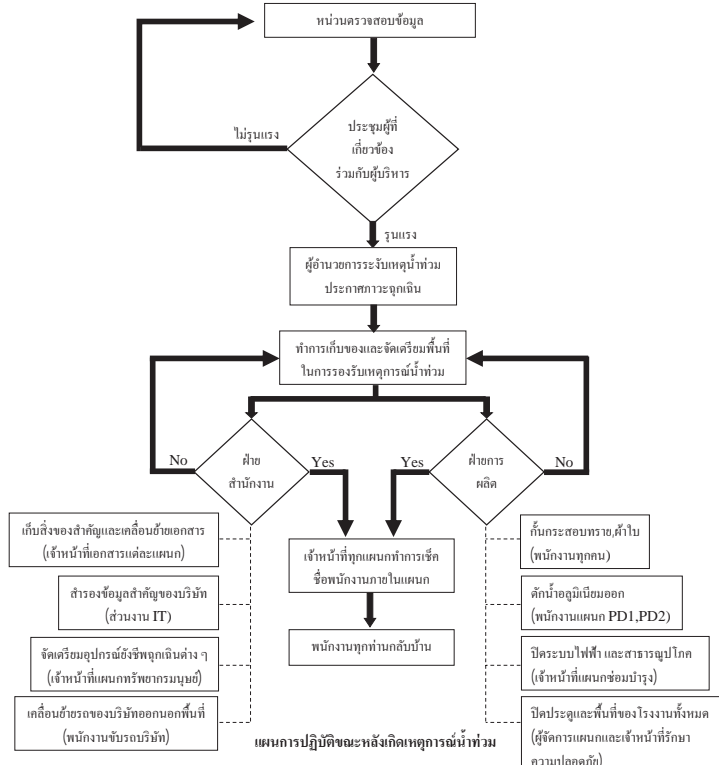 หน่วนตรวจสอบข้อมูล
ประชุมผู้ที่
เกี่ยวข้อง
ร่วมกับผู้บริหาร
ไม่รุนแรง
รุนแรง
ผู้อำนวยการระงับเหตุน้ำท่วม
ประกาศภาวะฉุกเฉิน
ทำการเก็บของและจัดเตรียมพื้นที่
ในการรองรับเหตุการณ์น้ำท่วม
No
ฝ่าย
สำนักงาน
Yes
Yes
ฝ่ายการ
ผลิต
No
เก็บสิ่งของสำคัญและเคลื่อนย้ายเอกสาร
(เจ้าหน้าที่เอกสารแต่ละแผนก)
สำรองข้อมูลสำคัญของบริษัท
(ส่วนงาน IT)
จัดเตรียมอุปกรณ์ยังชีพฉุกเฉินต่าง ๆ
(เจ้าหน้าที่แผนกทรัพยากรมนุษย์)
เคลื่อนย้ายรถของบริษัทออกนอกพื้นที่
(พนักงานขับรถบริษัท)
เจ้าหน้าที่ทุกแผนกทำการเช็ค
ชื่อพนักงานภายในแผนก
พนักงานทุกท่านกลับบ้าน
กั้นกระสอบทราย,ผ้าใบ
(พนักงานทุกคน)
ตักน้ำอลูมิเนียมออก
(พนักงานแผนก PD1,PD2)
ปิดระบบไฟฟ้า และสาธารณูปโภค
(เจ้าหน้าที่แผนกซ่อมบำรุง)
ปิดประตูและพื้นที่ของโรงงานทั้งหมด
(ผู้จัดการแผนกและเจ้าหน้าที่รักษา
ความปลอดภัย)
แผนการปฏิบัติขณะหลังเกิดเหตุการณ์น้ำท่วม